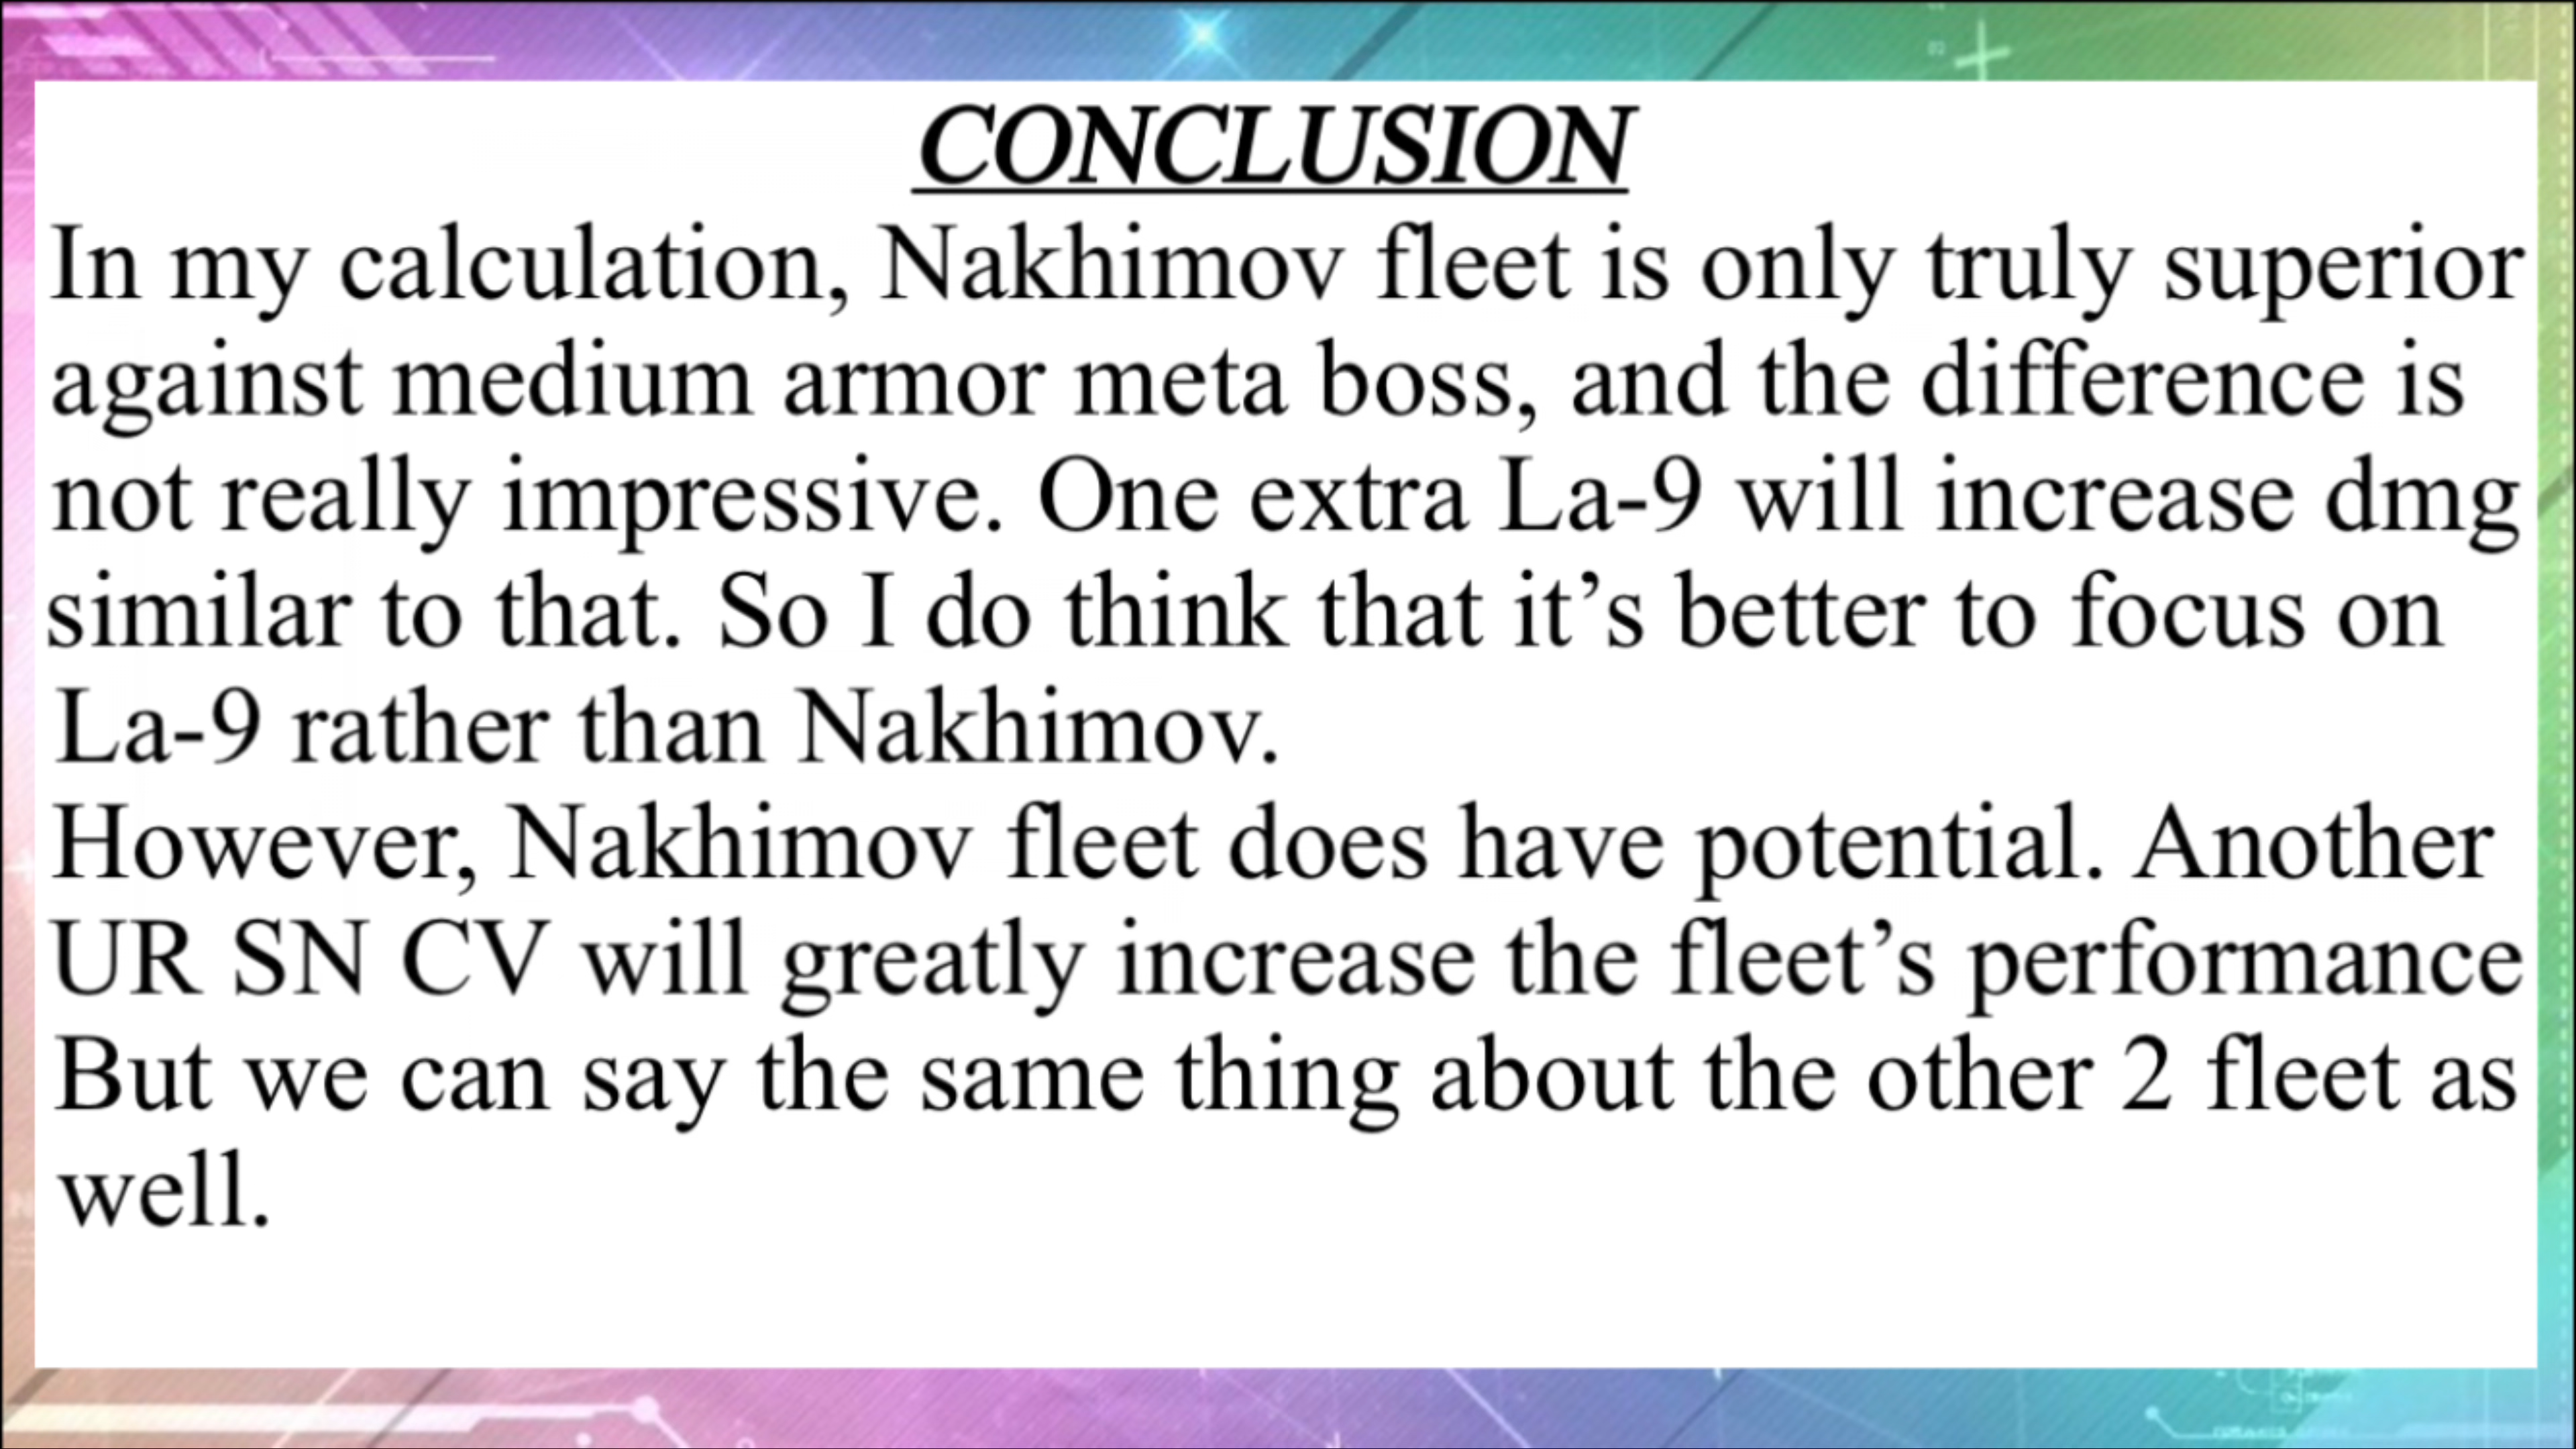 CONCLUSION
In my calculation, Nakhimov fleet is only truly superior
against medium armor meta boss, and the difference is
not really impressive. One extra La-9 will increase dmg
similar to that. So I do think that it’s better to focus on
La-9 rather than Nakhimov.
However, Nakhimov fleet does have potential. Another
UR SN CV will greatly increase the fleet’s performance
But we can say the same thing about the other 2 fleet as
well.